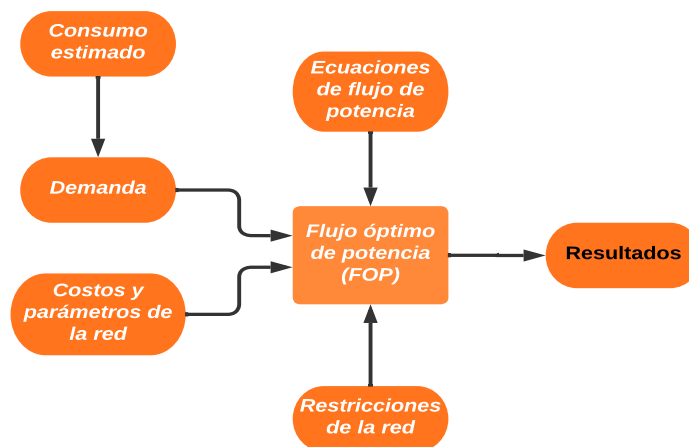 Consumo
estimado
Ecuaciones
de flujo de
potencia
Demanda
Flujo óptimo
de potencia
(FOP)
Resultados
Costos y
parámetros de
la red
Restricciones
de la red